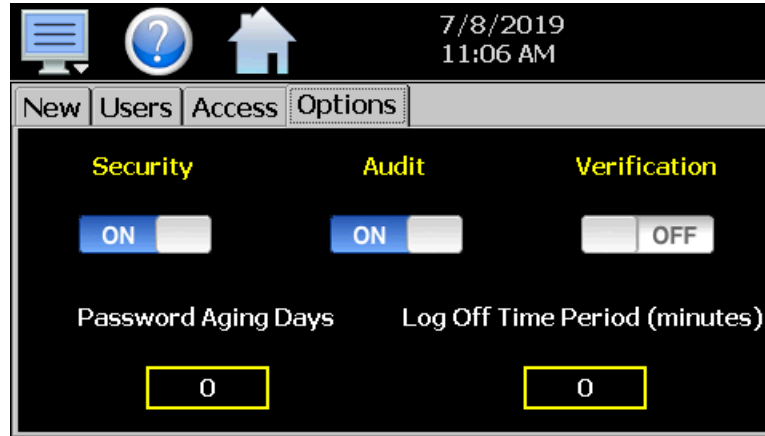 ?
7/8/2019
11:06 AM
New Users Access Options
Security Audit Verification
ON ON OFF
Password Aging Days Log Off Time Period (minutes)
0 0